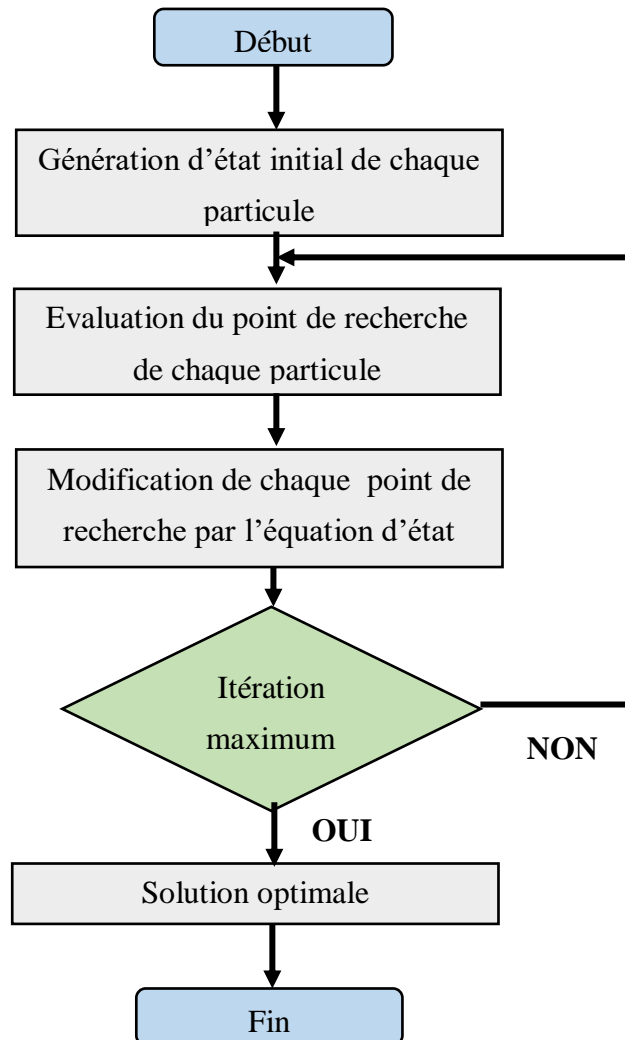 Début
Génération d’état initial de chaque
particule
Evaluation du point de recherche
de chaque particule
Modification de chaque point de
recherche par l’équation d’état
Itération
maximum
NON
OUI
Solution optimale
Fin